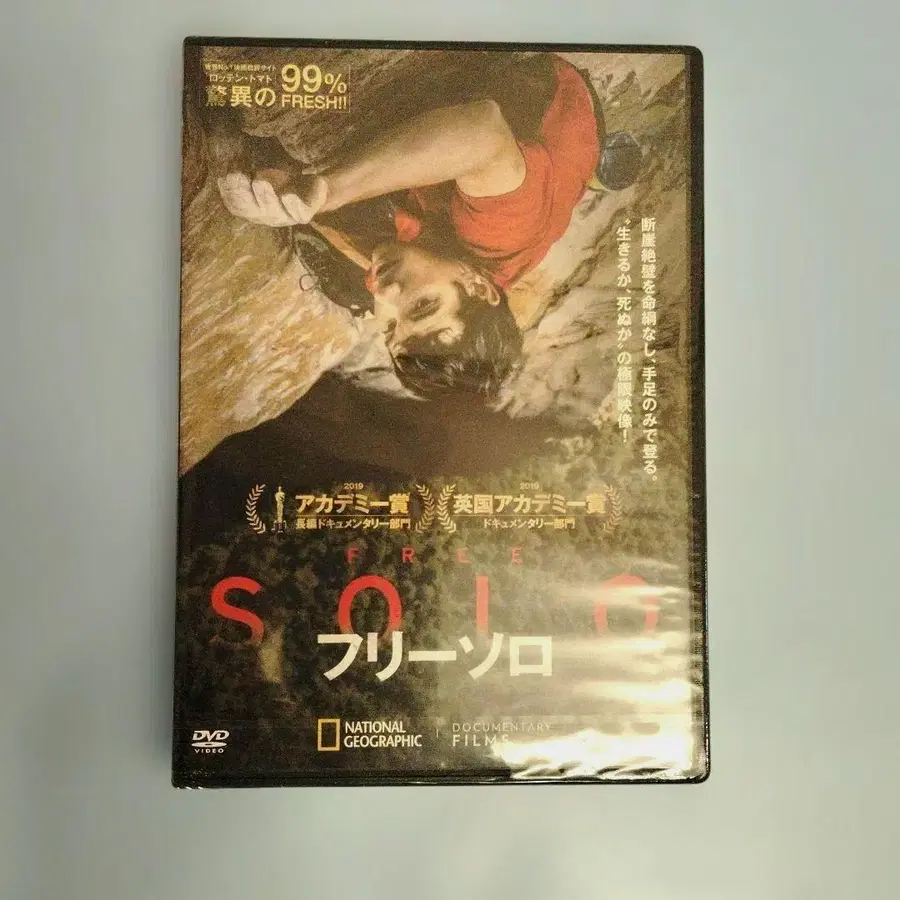 世界No.1映画批評サイト
ロッテン・トマト
驚異の
99%
FRESH!!
断崖絶壁を命綱なし、手足のみで登る。
“生きるか、死ぬか”の極限映像!
2019
アカデミー賞
長編ドキュメンタリー部門
2019
英国アカデミー賞
ドキュメンタリー部門
FREE
SOLO
フリーソロ
DVD
VIDEO
NATIONAL
GEOGRAPHIC
DOCUMENTARY
FILMS